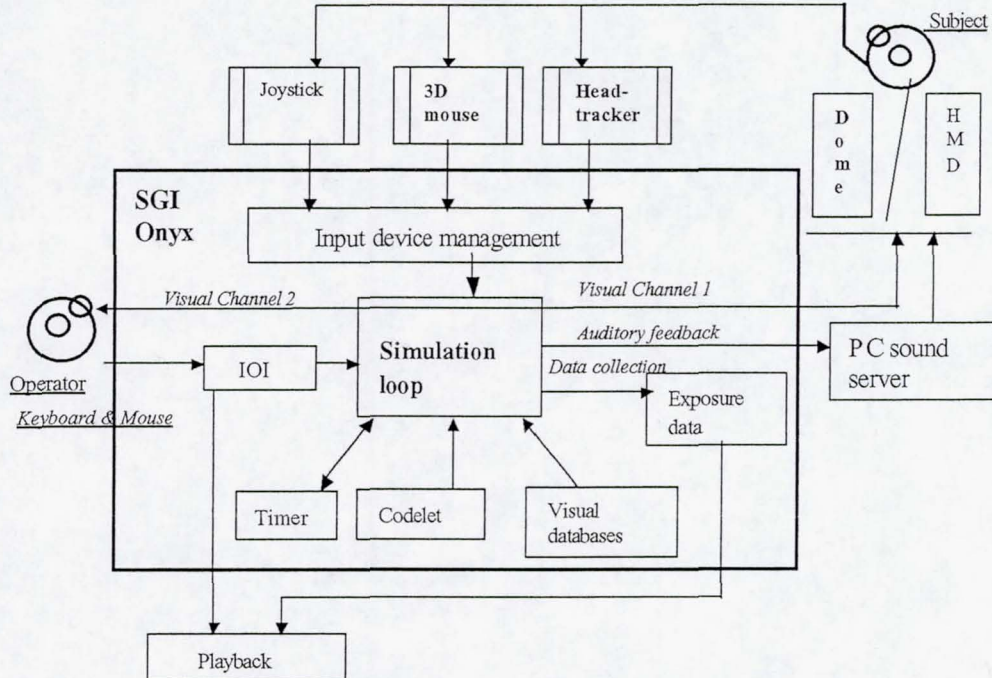 Subject
Joystick
3D
mouse
Head-
tracker
D
o
m
e
H
M
D
SGI
Onyx
Input device management
Visual Channel 2
Visual Channel 1
Simulation
loop
Auditory feedback
PC sound
server
IOI
Data collection
Operator
Keyboard & Mouse
Exposure
data
Timer
Codelet
Visual
databases
Playback